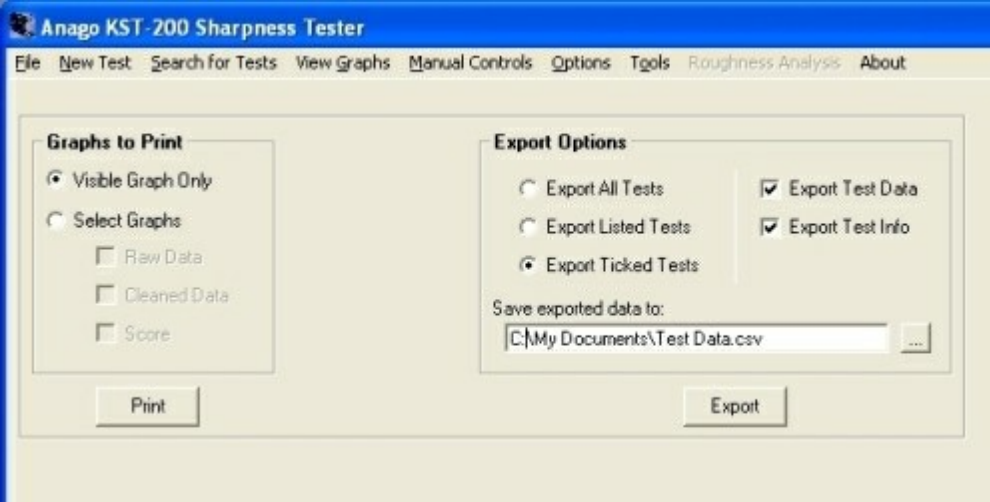 Anago KST-200 Sharpness Tester
File New Test Search for Tests View Graphs Manual Controls Options Tools Roughness Analysis About
Graphs to Print
Visible Graph Only
Select Graphs
Raw Data
Cleaned Data
Score
Print
Export Options
Export All Tests
Export Listed Tests
Export Ticked Tests
Export Test Data
Export Test Info
Save exported data to:
C:\My Documents\Test Data.csv
...
Export